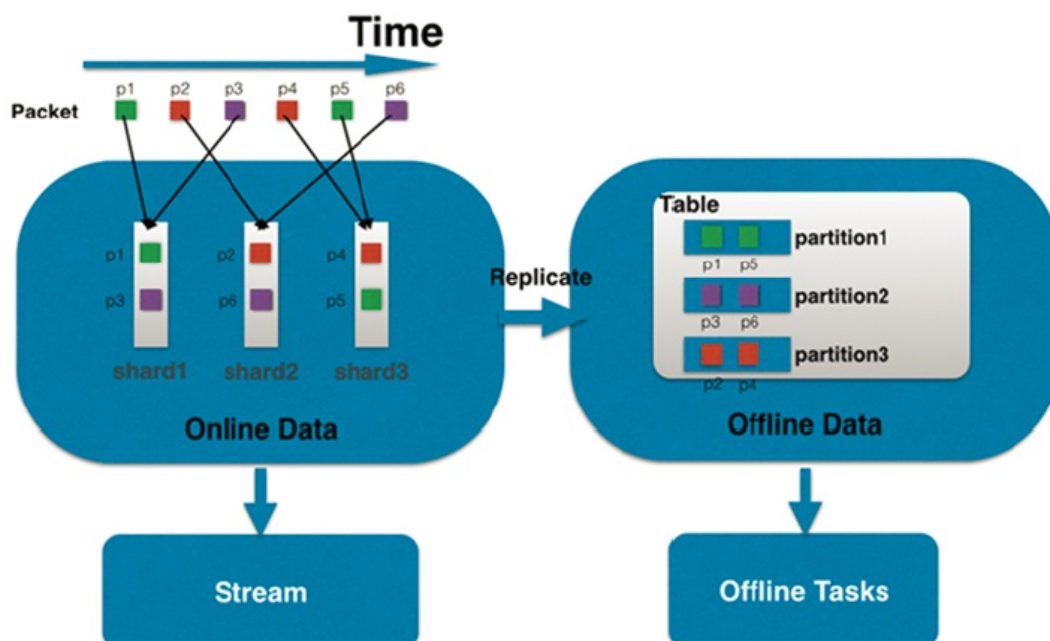 Time
p1 p2 p3 p4 p5 p6
Packet
Table
p1 p2 p4
partition1
p1 p5
Replicate
p3 p6 p5
partition2
p3 p6
partition3
shard1 shard2 shard3
p2 p4
Online Data
Offline Data
Stream
Offline Tasks